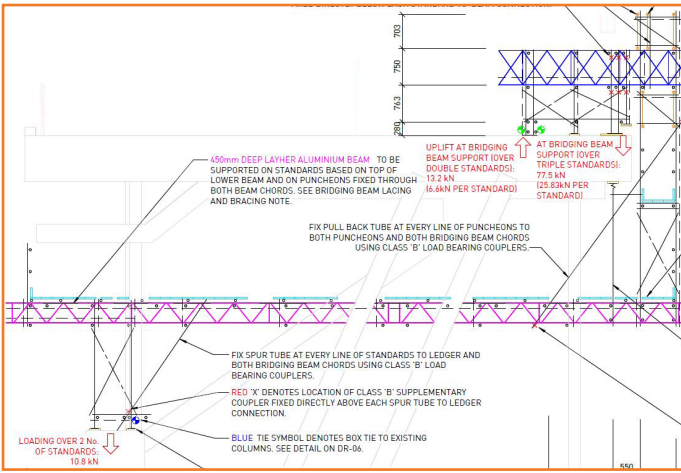 703
750
763
280
UPLIFT AT BRIDGING
BEAM SUPPORT (OVER
DOUBLE STANDARDS):
13.2 kN
(6.6kN PER STANDARD)
AT BRIDGING BEAM
SUPPORT (OVER
TRIPLE STANDARDS):
77.5 kN
(25.83kN PER
STANDARD)
450mm DEEP LAYHER ALUMINIUM BEAM TO BE
SUPPORTED ON STANDARDS BASED ON TOP OF
LOWER BEAM AND ON PUNCHEONS FIXED THROUGH
BOTH BEAM CHORDS. SEE BRIDGING BEAM LACING
AND BRACING NOTE.
FIX PULL BACK TUBE AT EVERY LINE OF PUNCHEONS TO
BOTH PUNCHEONS AND BOTH BRIDGING BEAM CHORDS
USING CLASS 'B' LOAD BEARING COUPLERS.
FIX SPUR TUBE AT EVERY LINE OF STANDARDS TO LEDGER AND
BOTH BRIDGING BEAM CHORDS USING CLASS 'B' LOAD
BEARING COUPLERS.
RED 'X' DENOTES LOCATION OF CLASS 'B' SUPPLEMENTARY
COUPLER FIXED DIRECTLY ABOVE EACH SPUR TUBE TO LEDGER
CONNECTION.
BLUE TIE SYMBOL DENOTES BOX TIE TO EXISTING
COLUMNS. SEE DETAIL ON DR-06.
LOADING OVER 2 No.
OF STANDARDS:
10.8 kN
550